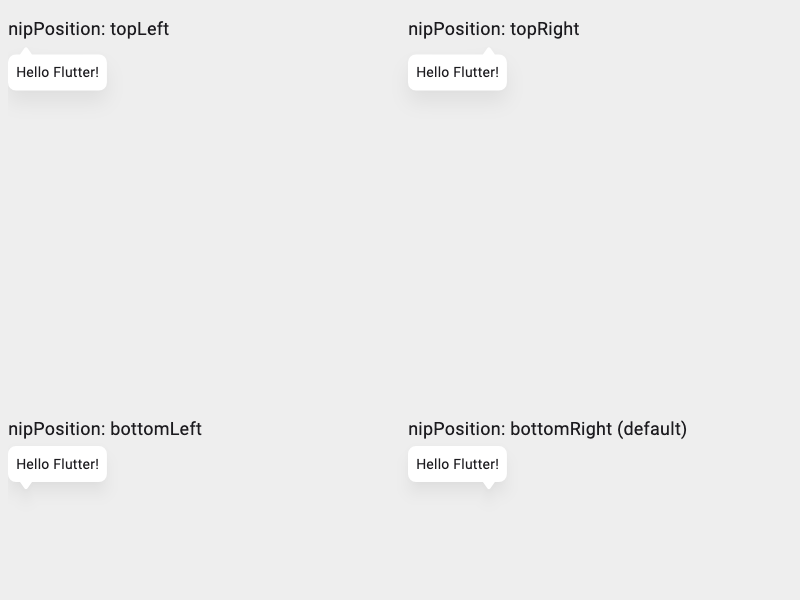 nipPosition: topLeft
Hello Flutter!
nipPosition: topRight
Hello Flutter!
nipPosition: bottomLeft
Hello Flutter!
nipPosition: bottomRight (default)
Hello Flutter!